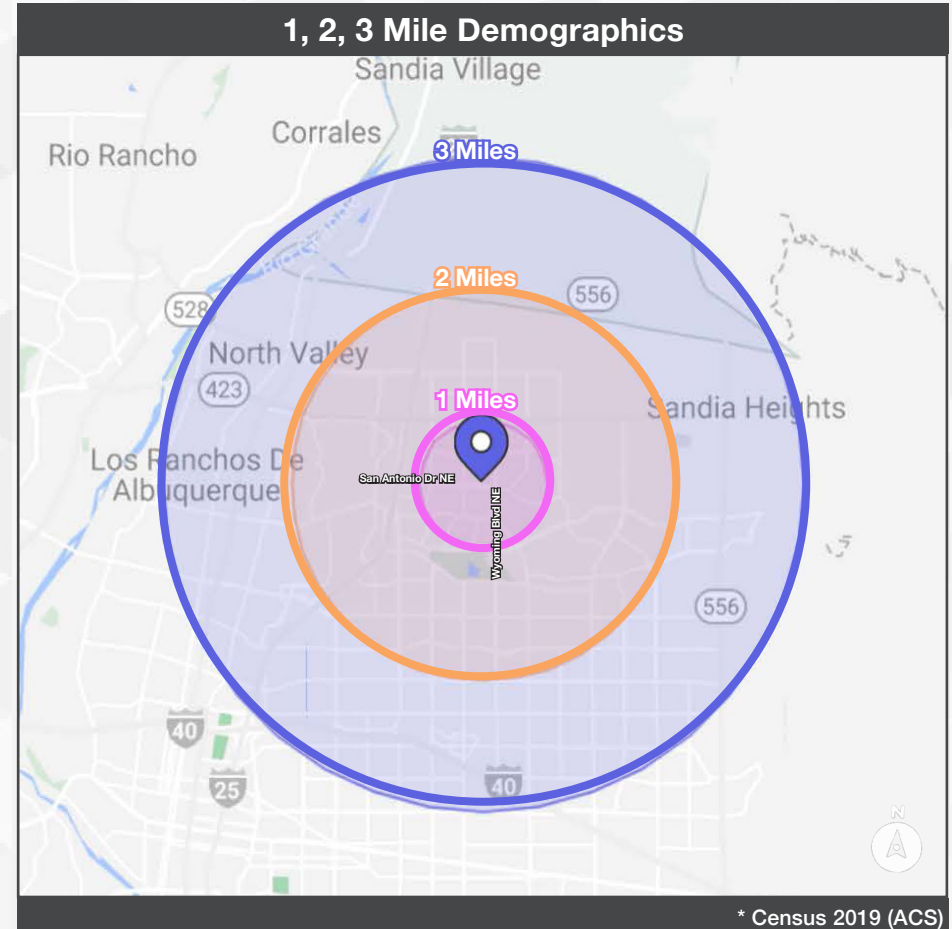 1, 2, 3 Mile Demographics
Sandia Village
Corrales
Rio Rancho
3 Miles
2 Miles
556
528
North Valley
423
1 Miles
Sandia Heights
Los Ranchos De
Albuquerque
San Antonio Dr NE
Wyoming Blvd NE
556
40
40
25
N
* Census 2019 (ACS)